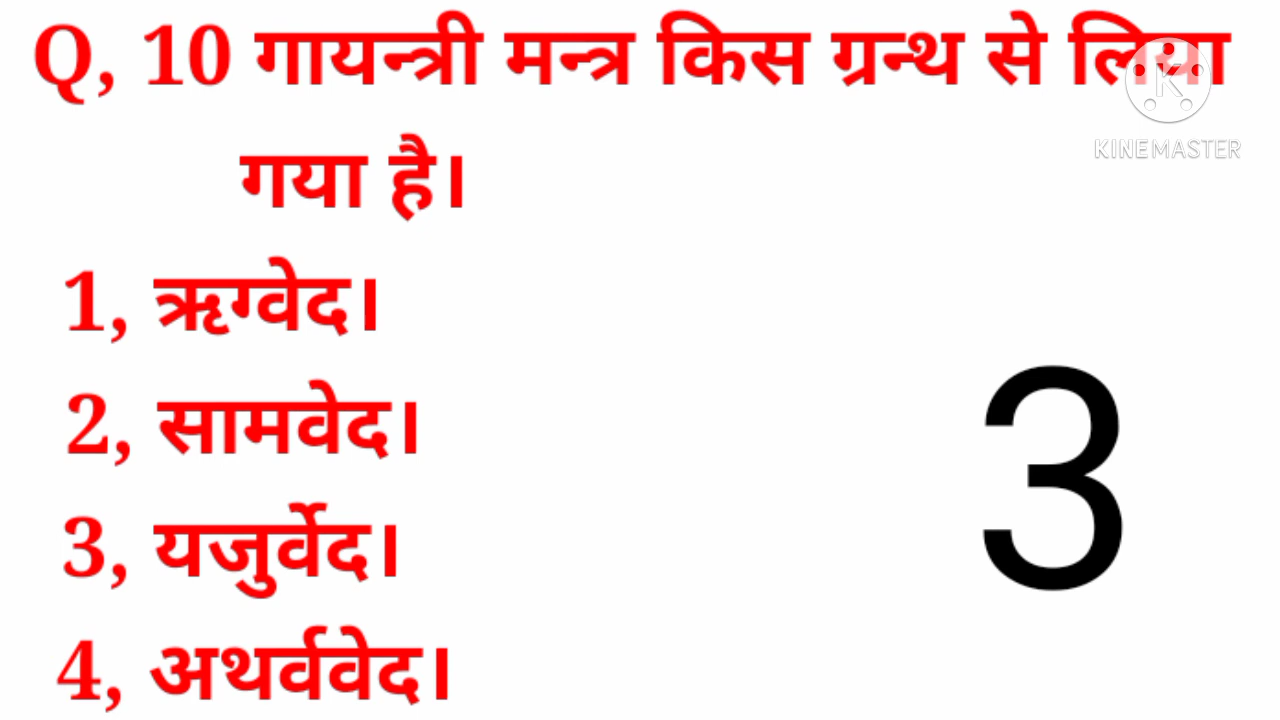 Q, 10 गायन्त्री मन्त्र किस ग्रन्थ से लिया
K
KINEMASTER
गया है।
1, ऋग्वेद।
2, सामवेद।
3
3, यजुर्वेद।
4, अथर्ववेद।